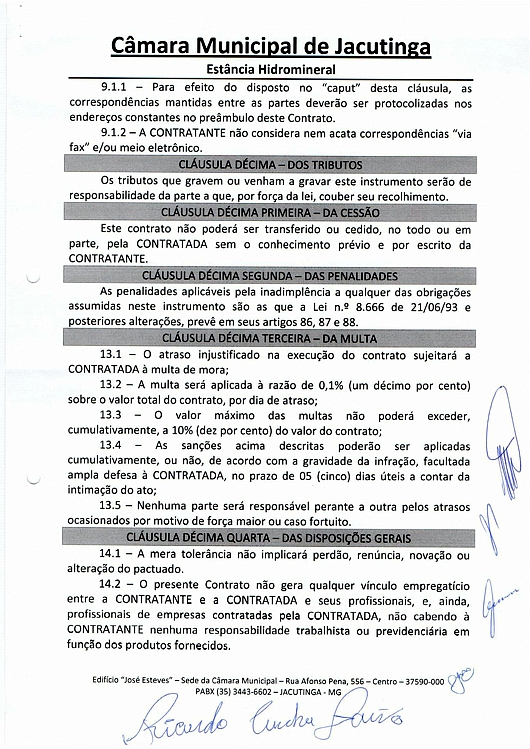 Câmara Municipal de Jacutinga
Estância Hidromineral
9.1.1 – Para efeito do disposto no "caput" desta cláusula, as
correspondências mantidas entre as partes deverão ser protocolizadas nos
endereços constantes no preâmbulo deste Contrato.
9.1.2 – A CONTRATANTE não considera nem acata correspondências "via
fax" e/ou meio eletrônico.
CLÁUSULA DÉCIMA – DOS TRIBUTOS
Os tributos que gravem ou venham a gravar este instrumento serão de
responsabilidade da parte a que, por força da lei, couber seu recolhimento.
CLÁUSULA DÉCIMA PRIMEIRA – DA CESSÃO
Este contrato não poderá ser transferido ou cedido, no todo ou em
parte, pela CONTRATADA sem o conhecimento prévio e por escrito da
CONTRATANTE.
CLÁUSULA DÉCIMA SEGUNDA – DAS PENALIDADES
As penalidades aplicáveis pela inadimplência a qualquer das obrigações
assumidas neste instrumento são as que a Lei n.º 8.666 de 21/06/93 e
posteriores alterações, prevê em seus artigos 86, 87 e 88.
CLÁUSULA DÉCIMA TERCEIRA – DA MULTA
13.1 – O atraso injustificado na execução do contrato sujeitará a
CONTRATADA à multa de mora;
13.2 – A multa será aplicada à razão de 0,1% (um décimo por cento)
sobre o valor total do contrato, por dia de atraso;
13.3 – O valor máximo das multas não poderá exceder,
cumulativamente, a 10% (dez por cento) do valor do contrato;
13.4 – As sanções acima descritas poderão ser aplicadas
cumulativamente, ou não, de acordo com a gravidade da infração, facultada
ampla defesa à CONTRATADA, no prazo de 05 (cinco) dias úteis a contar da
intimação do ato;
13.5 – Nenhuma parte será responsável perante a outra pelos atrasos
ocasionados por motivo de força maior ou caso fortuito.
CLÁUSULA DÉCIMA QUARTA – DAS DISPOSIÇÕES GERAIS
14.1 – A mera tolerância não implicará perdão, renúncia, novação ou
alteração do pactuado.
14.2 – O presente Contrato não gera qualquer vínculo empregatício
entre a CONTRATANTE e a CONTRATADA e seus profissionais, e, ainda,
profissionais de empresas contratadas pela CONTRATADA, não cabendo à
CONTRATANTE nenhuma responsabilidade trabalhista ou previdenciária em
função dos produtos fornecidos.
Edifício "José Esteves" – Sede da Câmara Municipal – Rua Afonso Pena, 556 – Centro – 37590-000
PABX (35) 3443-6602 – JACUTINGA - MG
Ricardo Cunha